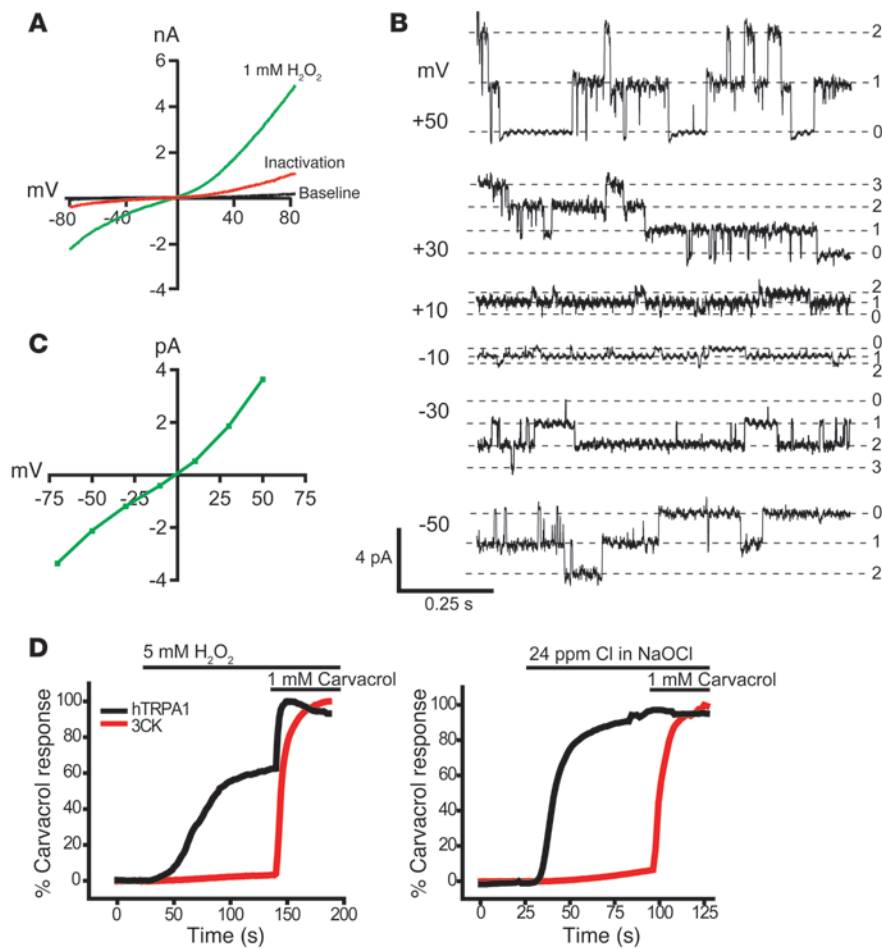 A
nA
6
4
2
-2
-4
1 mM H₂O₂
Inactivation
Baseline
mV
-80
-40
40
80
B
mV
+50
2
1
0
+30
3
2
1
0
+10
2
1
0
-10
0
1
2
-30
0
1
2
3
-50
0
1
2
4 pA
0.25 s
C
pA
4
2
-2
-4
mV
-75
-50
-25
25
50
75
D
5 mM H₂O₂
1 mM Carvacrol
hTRPA1
3CK
% Carvacrol response
100
80
60
40
20
0
0
50
100
150
200
Time (s)
24 ppm Cl in NaOCl
1 mM Carvacrol
% Carvacrol response
100
80
60
40
20
0
0
25
50
75
100
125
Time (s)